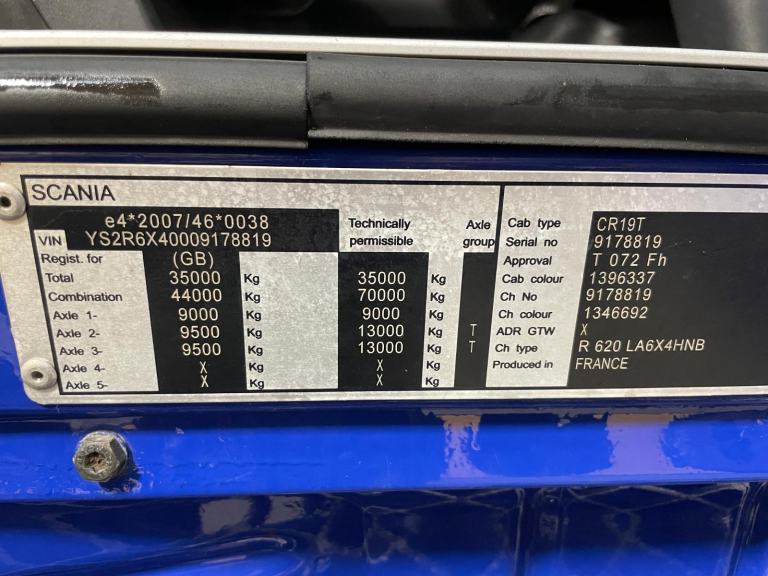 SCANIA
e4*2007/46*0038
VIN YS2R6X40009178819
Technically permissible
Axle group
Regist. for (GB)
Total 35000 Kg 35000 Kg
Combination 44000 Kg 70000 Kg
Axle 1- 9000 Kg 9000 Kg
Axle 2- 9500 Kg 13000 Kg T
Axle 3- 9500 Kg 13000 Kg T
Axle 4- X Kg X Kg
Axle 5- X Kg X Kg
Cab type CR19T
Serial no 9178819
Approval T 072 Fh
Cab colour 1396337
Ch No 9178819
Ch colour 1346692
ADR GTW X
Ch type R 620 LA6X4HNB
Produced in FRANCE